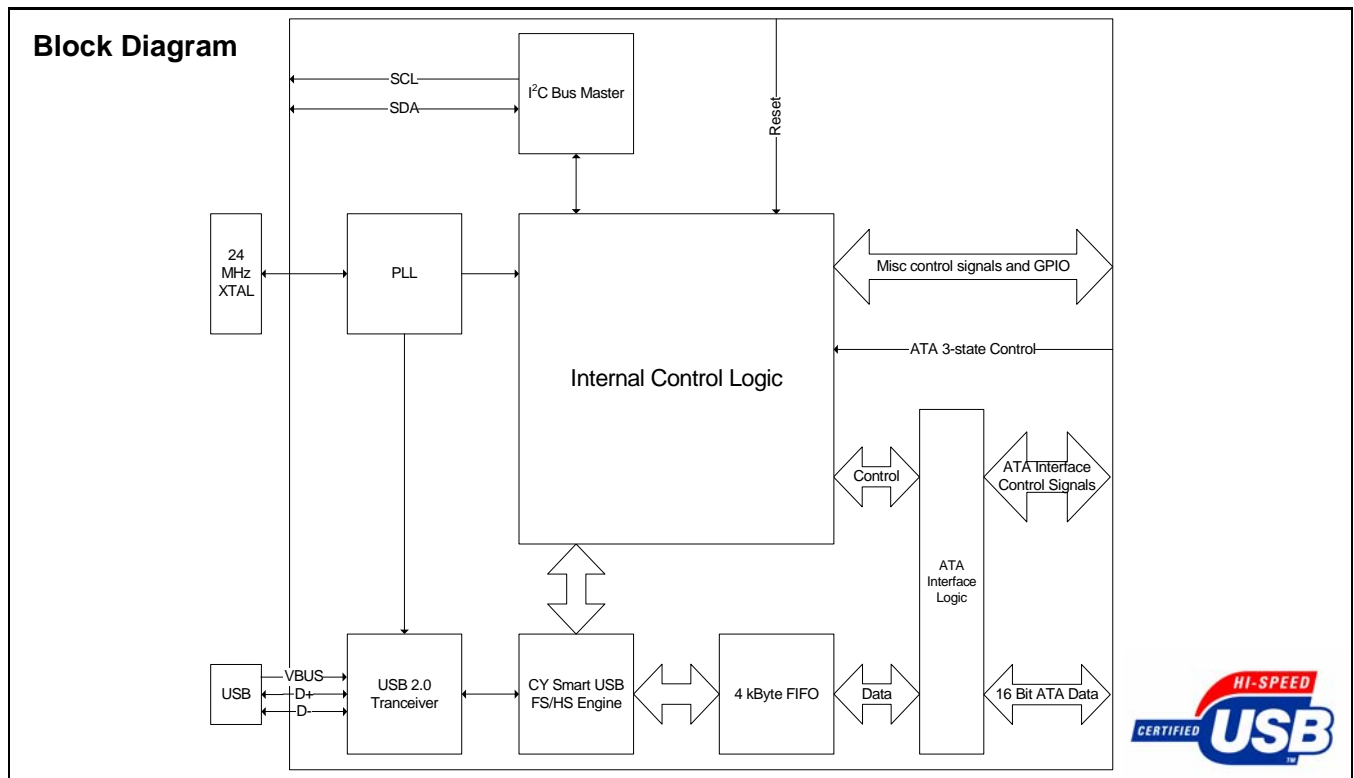 Block Diagram
SCL
SDA
I²C Bus Master
Reset
24
MHz
XTAL
PLL
Internal Control Logic
Misc control signals and GPIO
ATA 3-state Control
Control
ATA Interface
Control Signals
ATA
Interface
Logic
USB
VBUS
D+
D-
USB 2.0
Tranceiver
CY Smart USB
FS/HS Engine
4 kByte FIFO
Data
16 Bit ATA Data
HI-SPEED
CERTIFIED
USB
TM